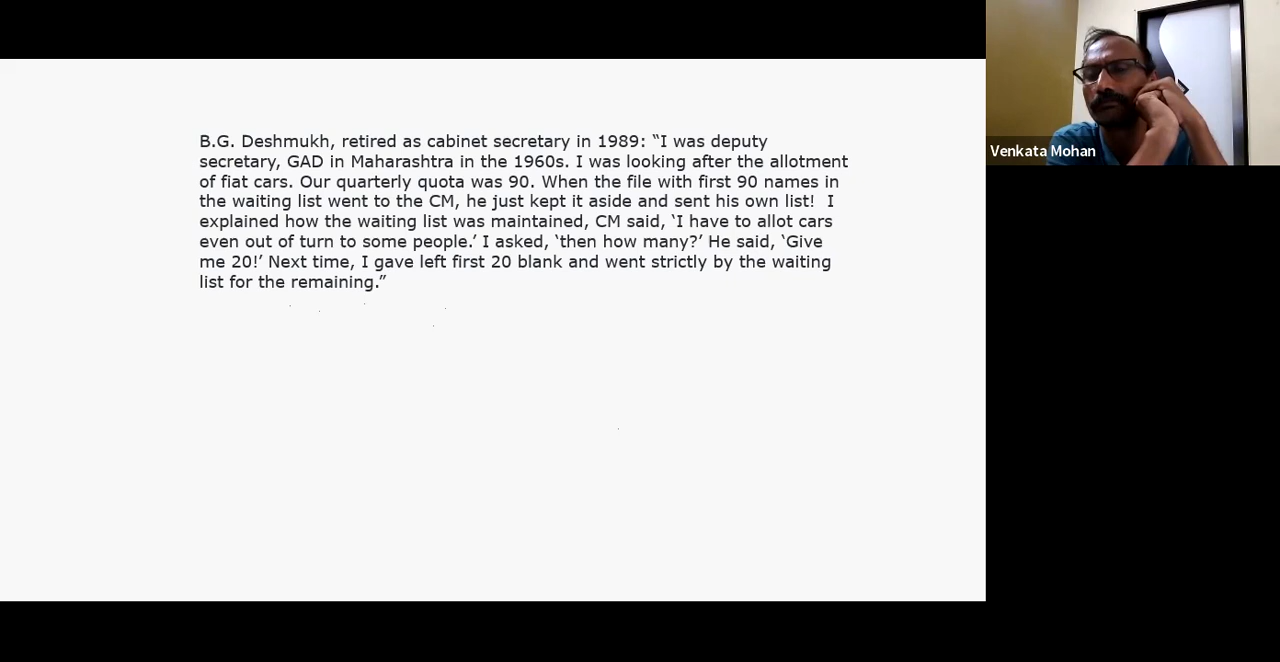 B.G. Deshmukh, retired as cabinet secretary in 1989: “I was deputy
secretary, GAD in Maharashtra in the 1960s. I was looking after the allotment
of fiat cars. Our quarterly quota was 90. When the file with first 90 names in
the waiting list went to the CM, he just kept it aside and sent his own list!  I
explained how the waiting list was maintained, CM said, ‘I have to allot cars
even out of turn to some people.’ I asked, ‘then how many?’ He said, ‘Give
me 20!’ Next time, I gave left first 20 blank and went strictly by the waiting
list for the remaining.”
Venkata Mohan